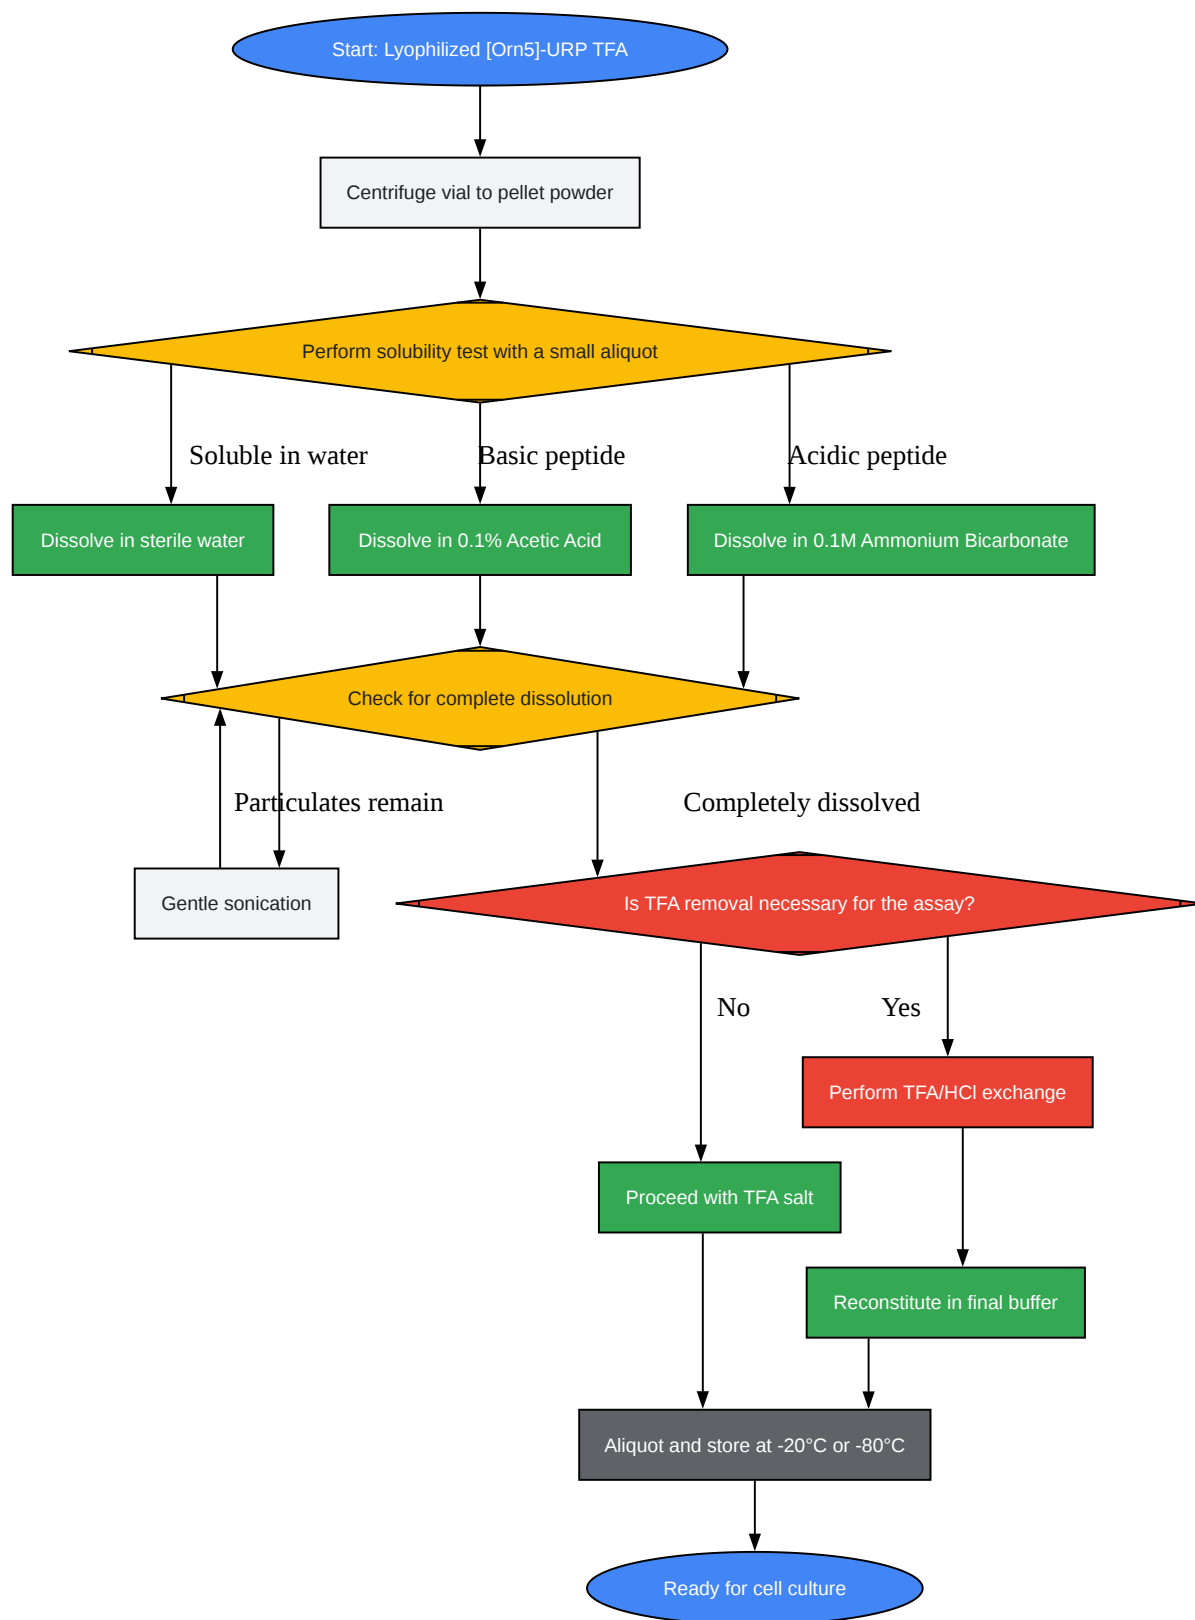 Start: Lyophilized [Orn5]-URP TFA
Centrifuge vial to pellet powder
Perform solubility test with a small aliquot
Soluble in water
Basic peptide
Acidic peptide
Dissolve in sterile water
Dissolve in 0.1% Acetic Acid
Dissolve in 0.1M Ammonium Bicarbonate
Check for complete dissolution
Particulates remain
Completely dissolved
Gentle sonication
Is TFA removal necessary for the assay?
No
Yes
Perform TFA/HCl exchange
Proceed with TFA salt
Reconstitute in final buffer
Aliquot and store at -20°C or -80°C
Ready for cell culture